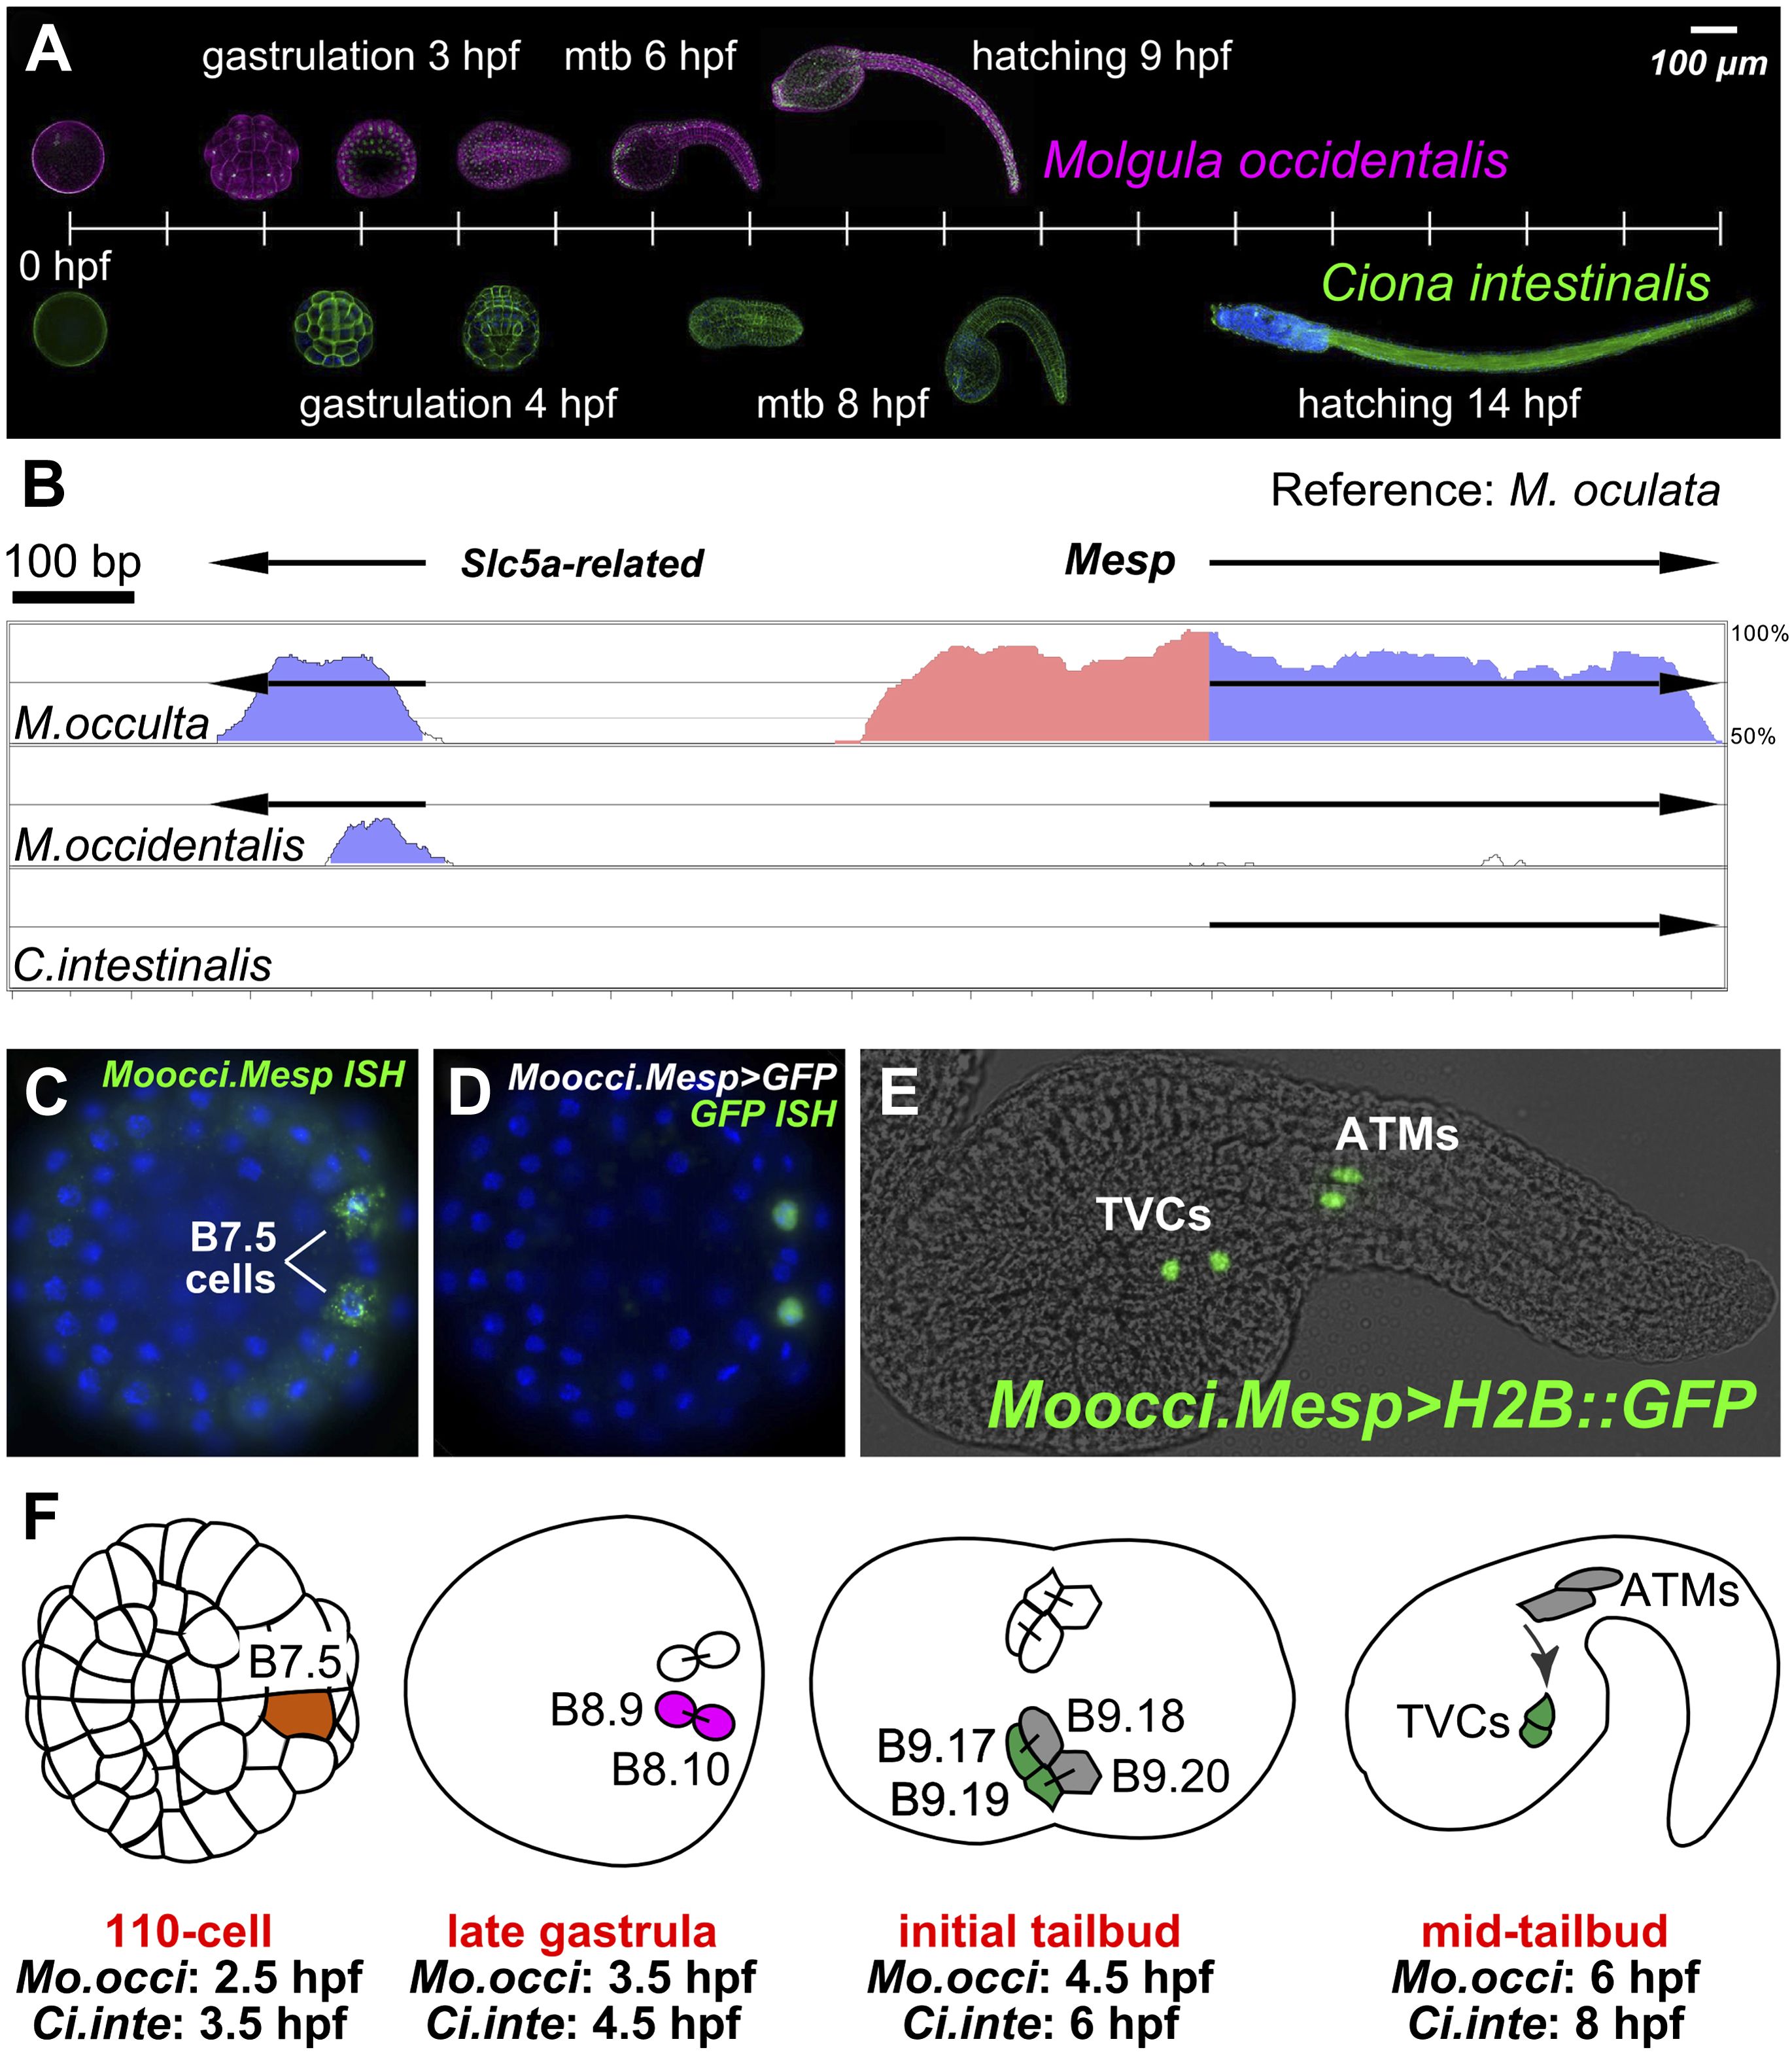 A
gastrulation 3 hpf
mtb 6 hpf
hatching 9 hpf
100 µm
Molgula occidentalis
0 hpf
Ciona intestinalis
gastrulation 4 hpf
mtb 8 hpf
hatching 14 hpf
B
Reference: M. oculata
100 bp
Slc5a-related
Mesp
100%
M.occulta
50%
M.occidentalis
C.intestinalis
C
Moocci.Mesp ISH
B7.5
cells
D
Moocci.Mesp>GFP
GFP ISH
E
ATMs
TVCs
Moocci.Mesp>H2B::GFP
F
B7.5
B8.9
B8.10
B9.18
B9.17
B9.20
B9.19
ATMs
TVCs
110-cell
Mo.occi: 2.5 hpf
Ci.inte: 3.5 hpf
late gastrula
Mo.occi: 3.5 hpf
Ci.inte: 4.5 hpf
initial tailbud
Mo.occi: 4.5 hpf
Ci.inte: 6 hpf
mid-tailbud
Mo.occi: 6 hpf
Ci.inte: 8 hpf